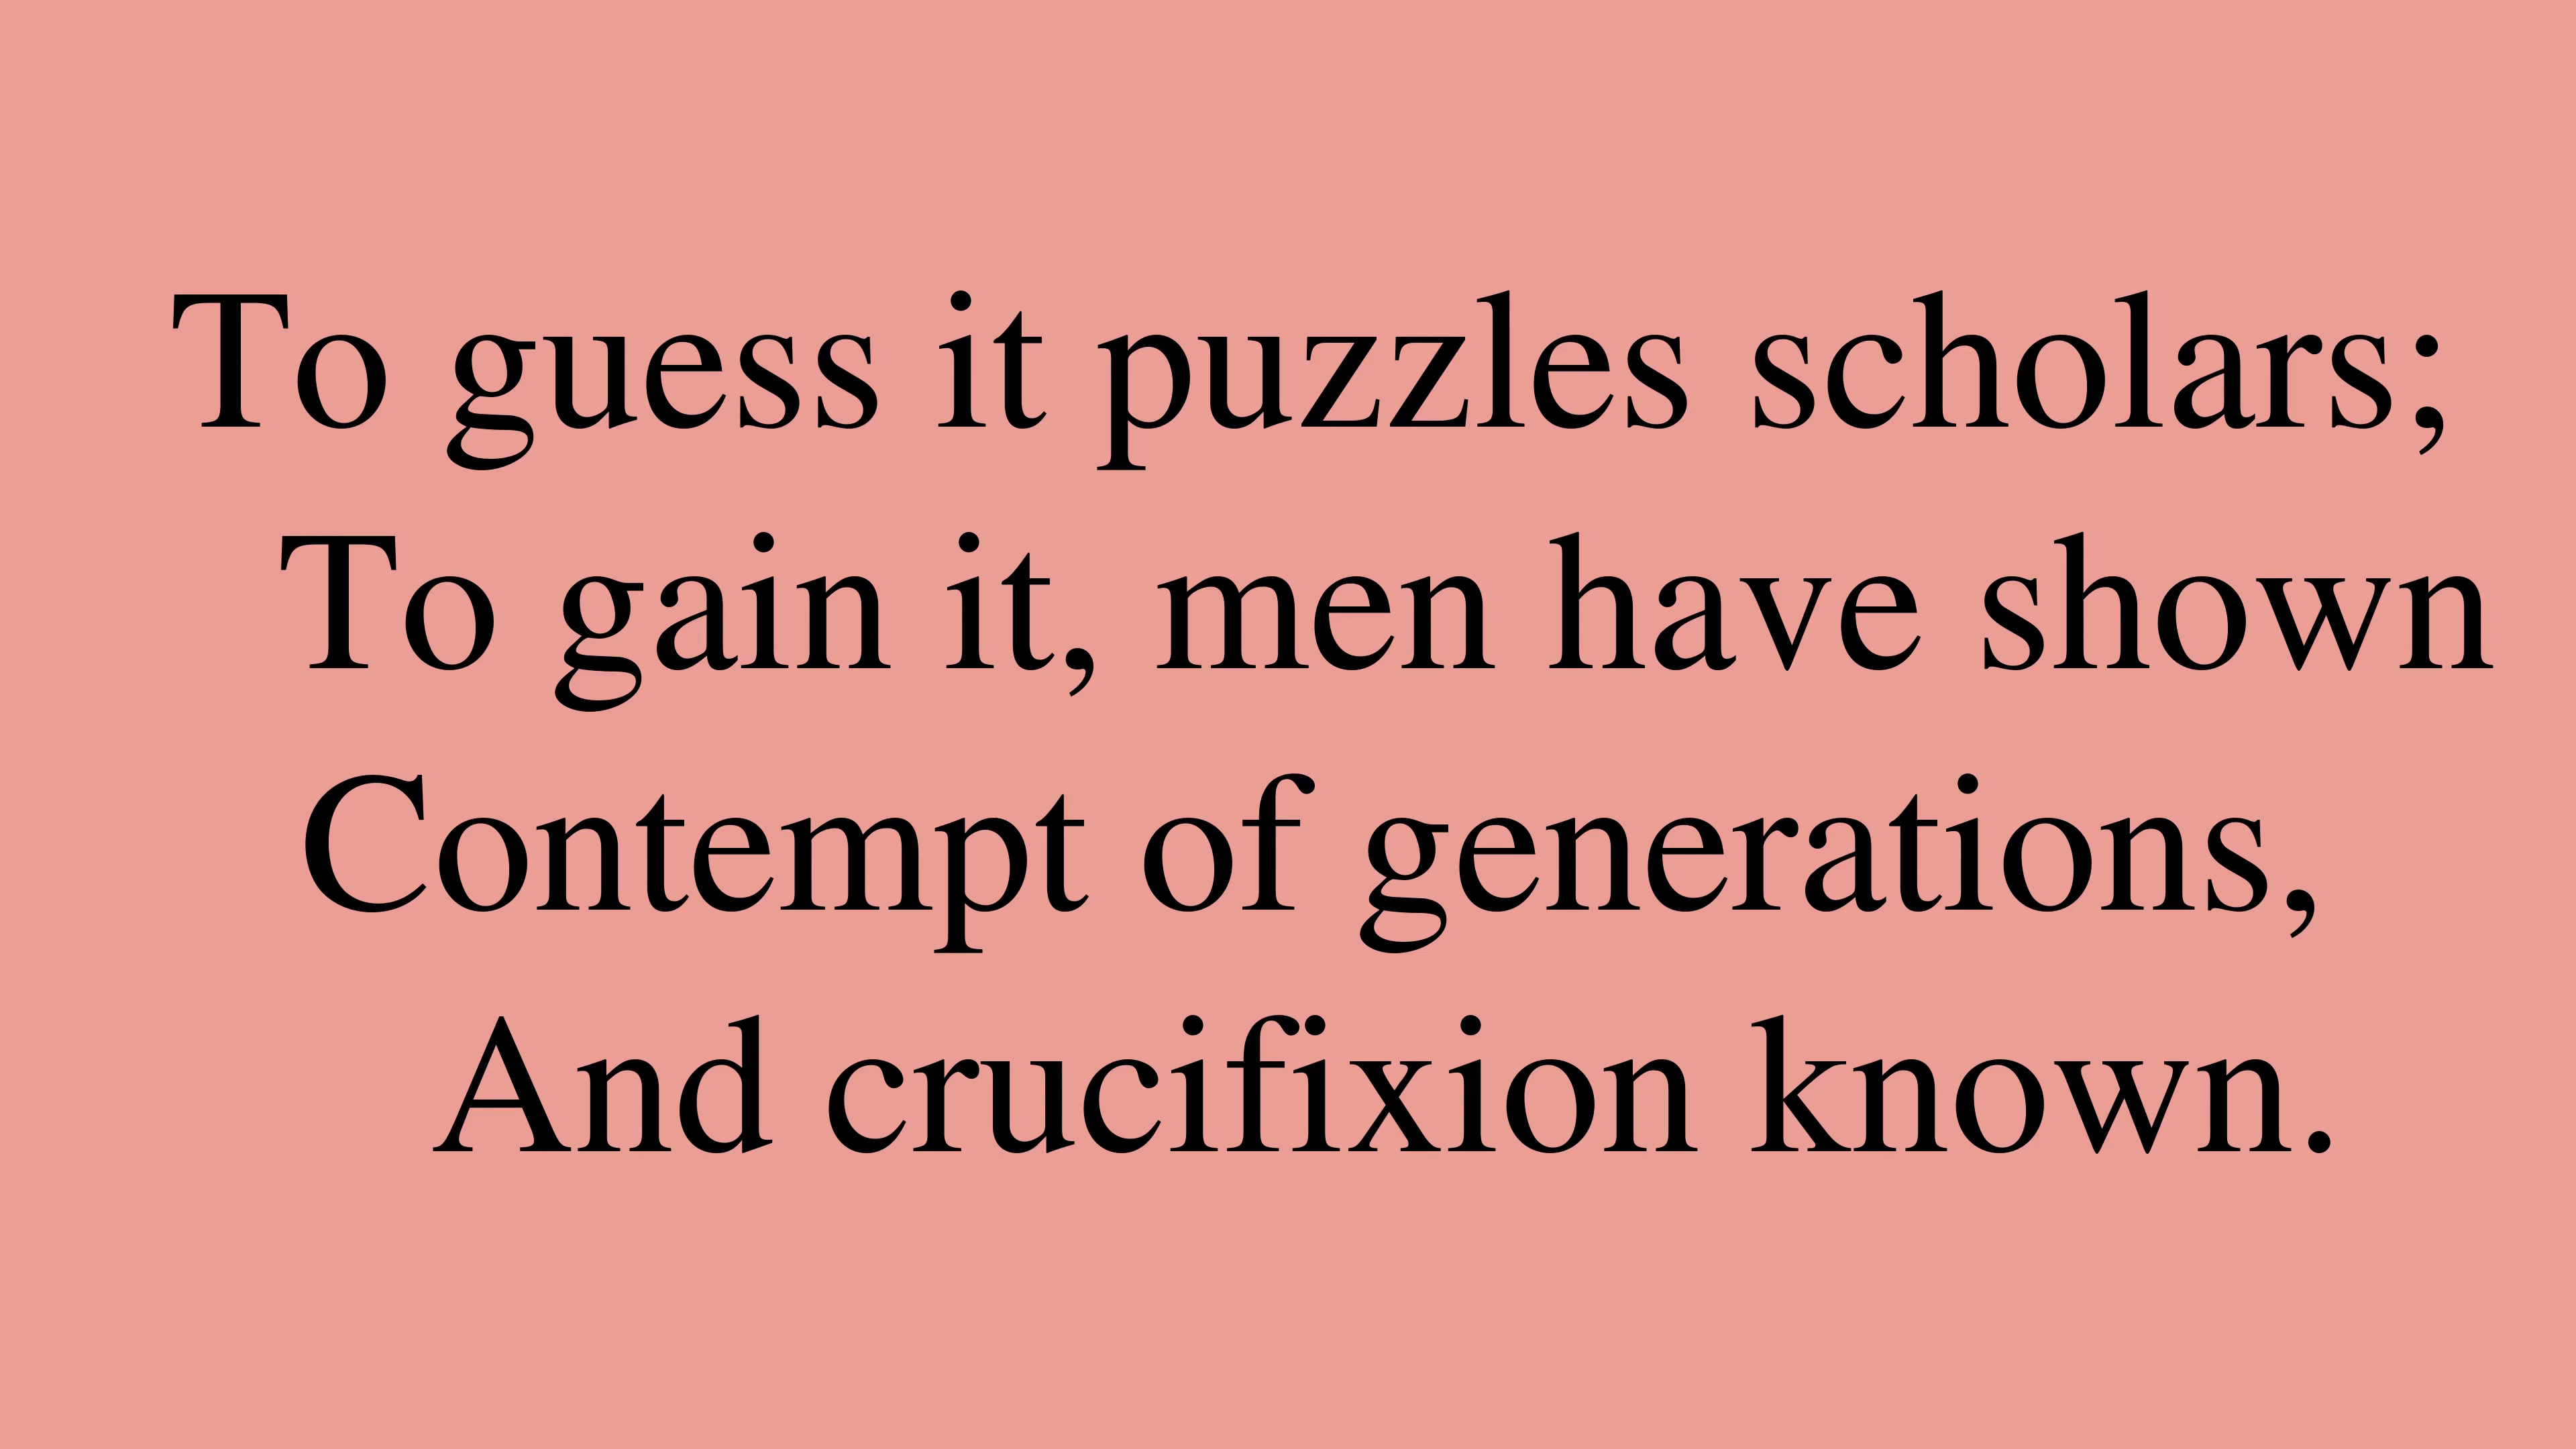 To guess it puzzles scholars;
To gain it, men have shown
Contempt of generations,
And crucifixion known.